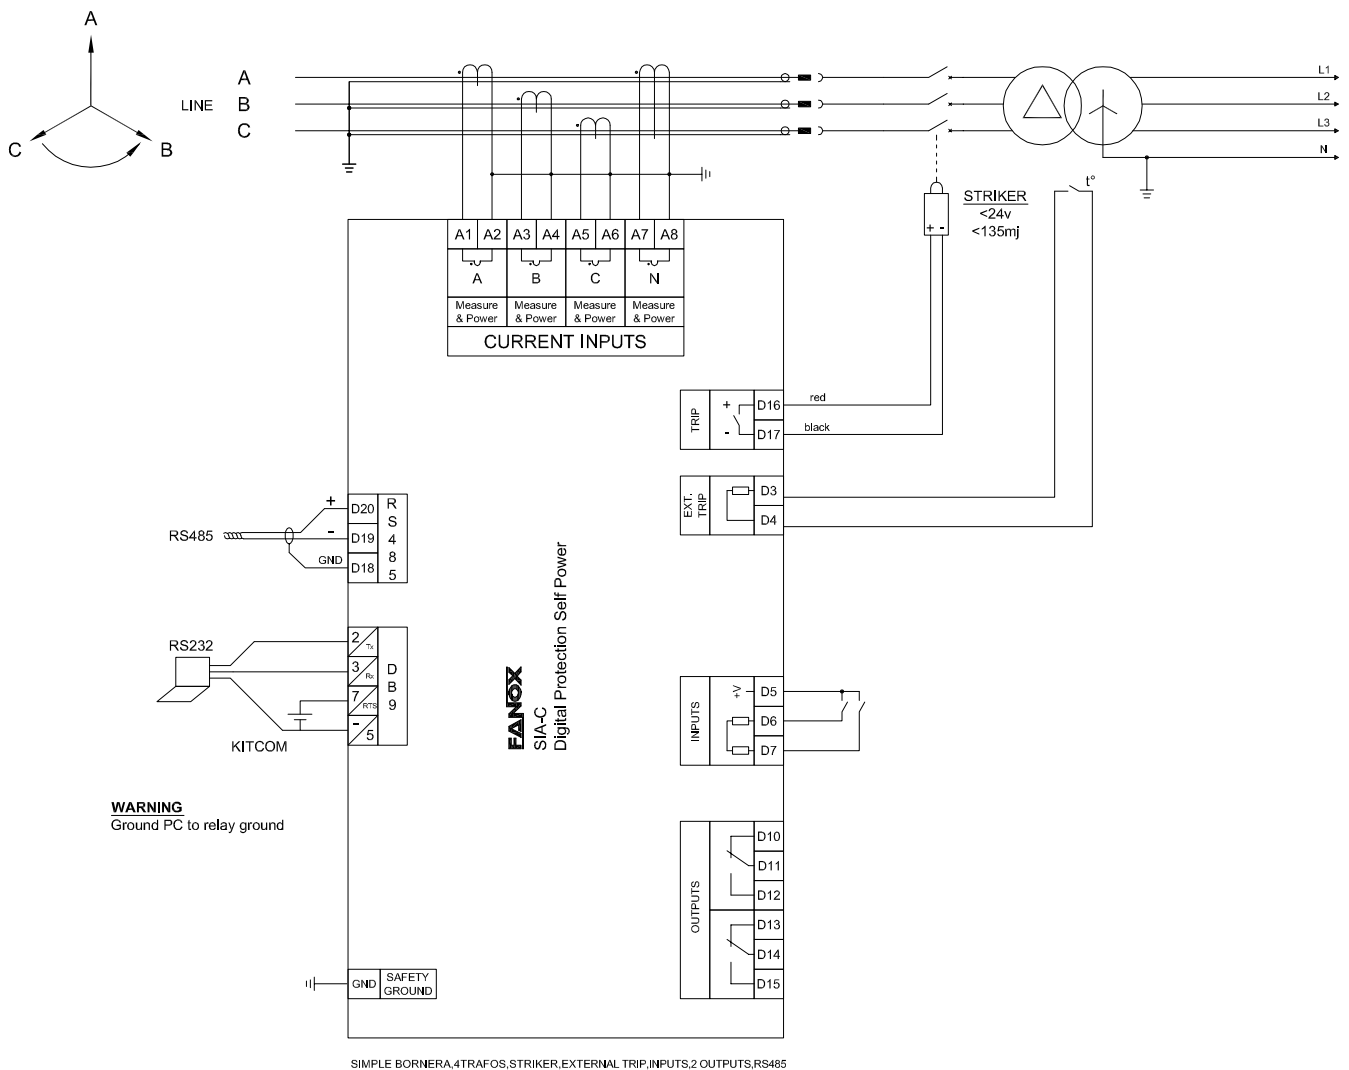 A
C
B
LINE
A
B
C
L1
L2
L3
N
t°
STRIKER
<24v
<135mj
+ -
A1 A2 A3 A4 A5 A6 A7 A8
A B C N
Measure & Power
Measure & Power
Measure & Power
Measure & Power
CURRENT INPUTS
TRIP
+
-
D16
D17
red
black
EXT. TRIP
D3
D4
RS485
+
-
GND
D20
D19
D18
RS485
RS232
KITCOM
2 Tx
3 Rx
7 RTS
- 5
DB9
FANOX
SIA-C
Digital Protection Self Power
INPUTS
+V
D5
D6
D7
WARNING
Ground PC to relay ground
OUTPUTS
D10
D11
D12
D13
D14
D15
GND
SAFETY GROUND
SIMPLE BORNERA,4TRAFOS,STRIKER,EXTERNAL TRIP,INPUTS,2 OUTPUTS,RS485